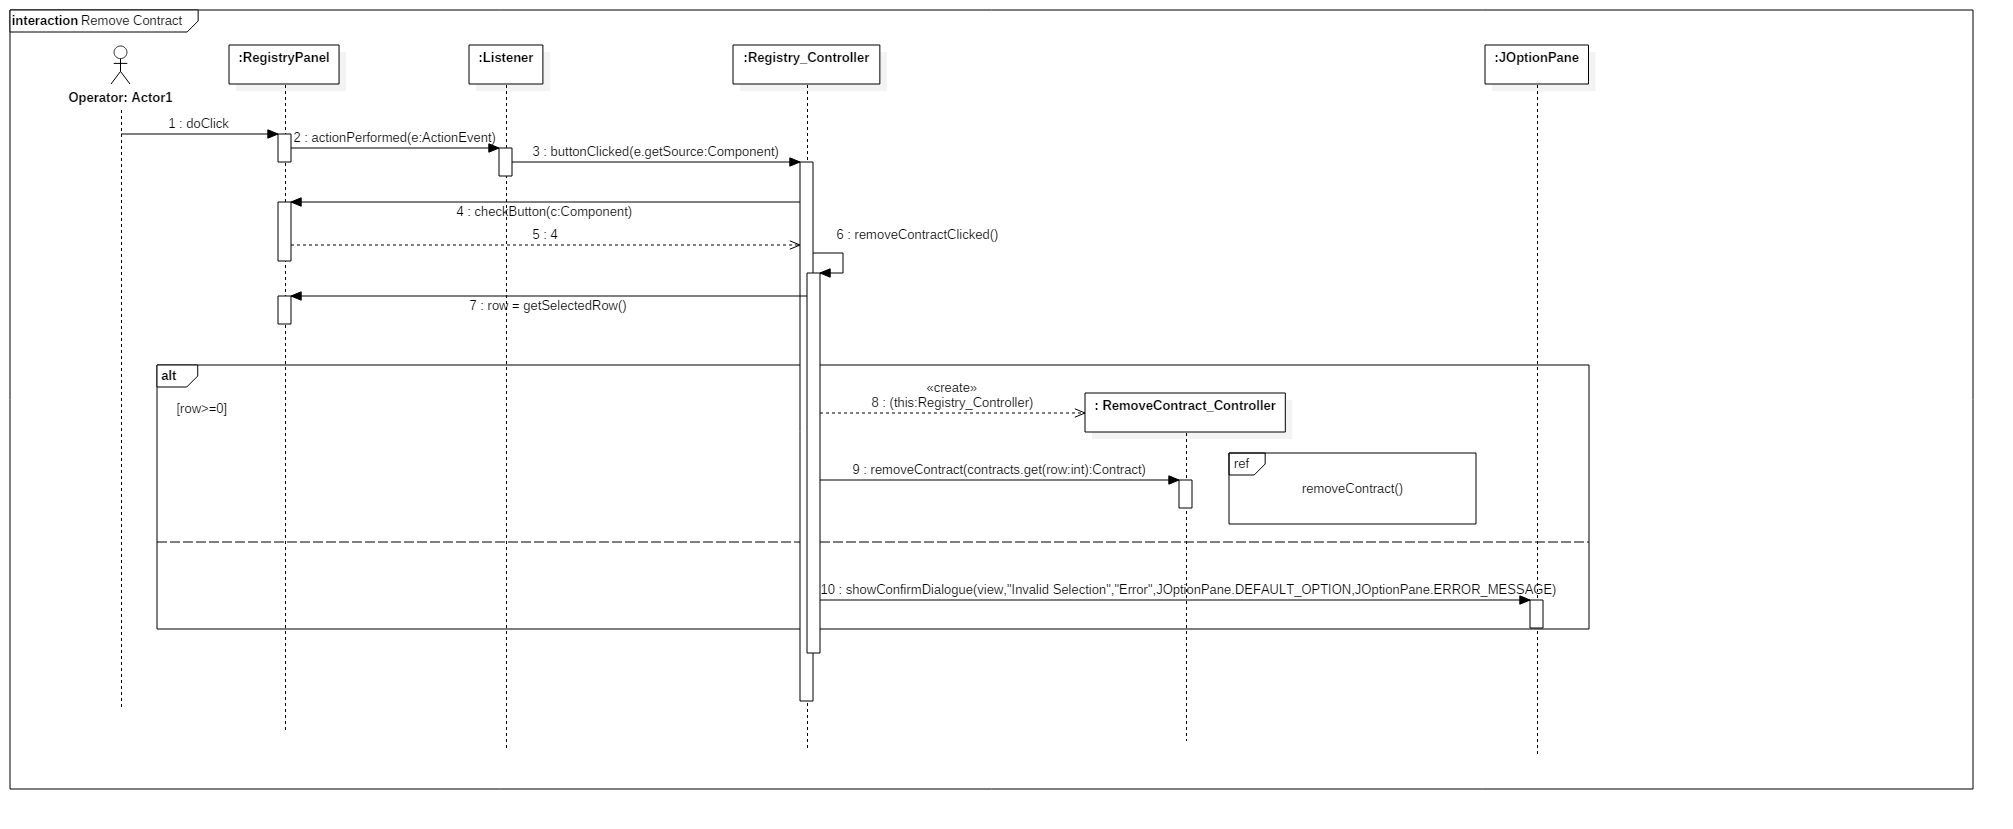 interaction Remove Contract
Operator: Actor1
:RegistryPanel
:Listener
:Registry_Controller
:JOptionPane
1 : doClick
2 : actionPerformed(e:ActionEvent)
3 : buttonClicked(e.getSource:Component)
4 : checkButton(c:Component)
5 : 4
6 : removeContractClicked()
7 : row = getSelectedRow()
alt
[row>=0]
«create»
8 : (this:Registry_Controller)
: RemoveContract_Controller
9 : removeContract(contracts.get(row:int):Contract)
ref
removeContract()
10 : showConfirmDialogue(view,"Invalid Selection","Error",JOptionPane.DEFAULT_OPTION,JOptionPane.ERROR_MESSAGE)